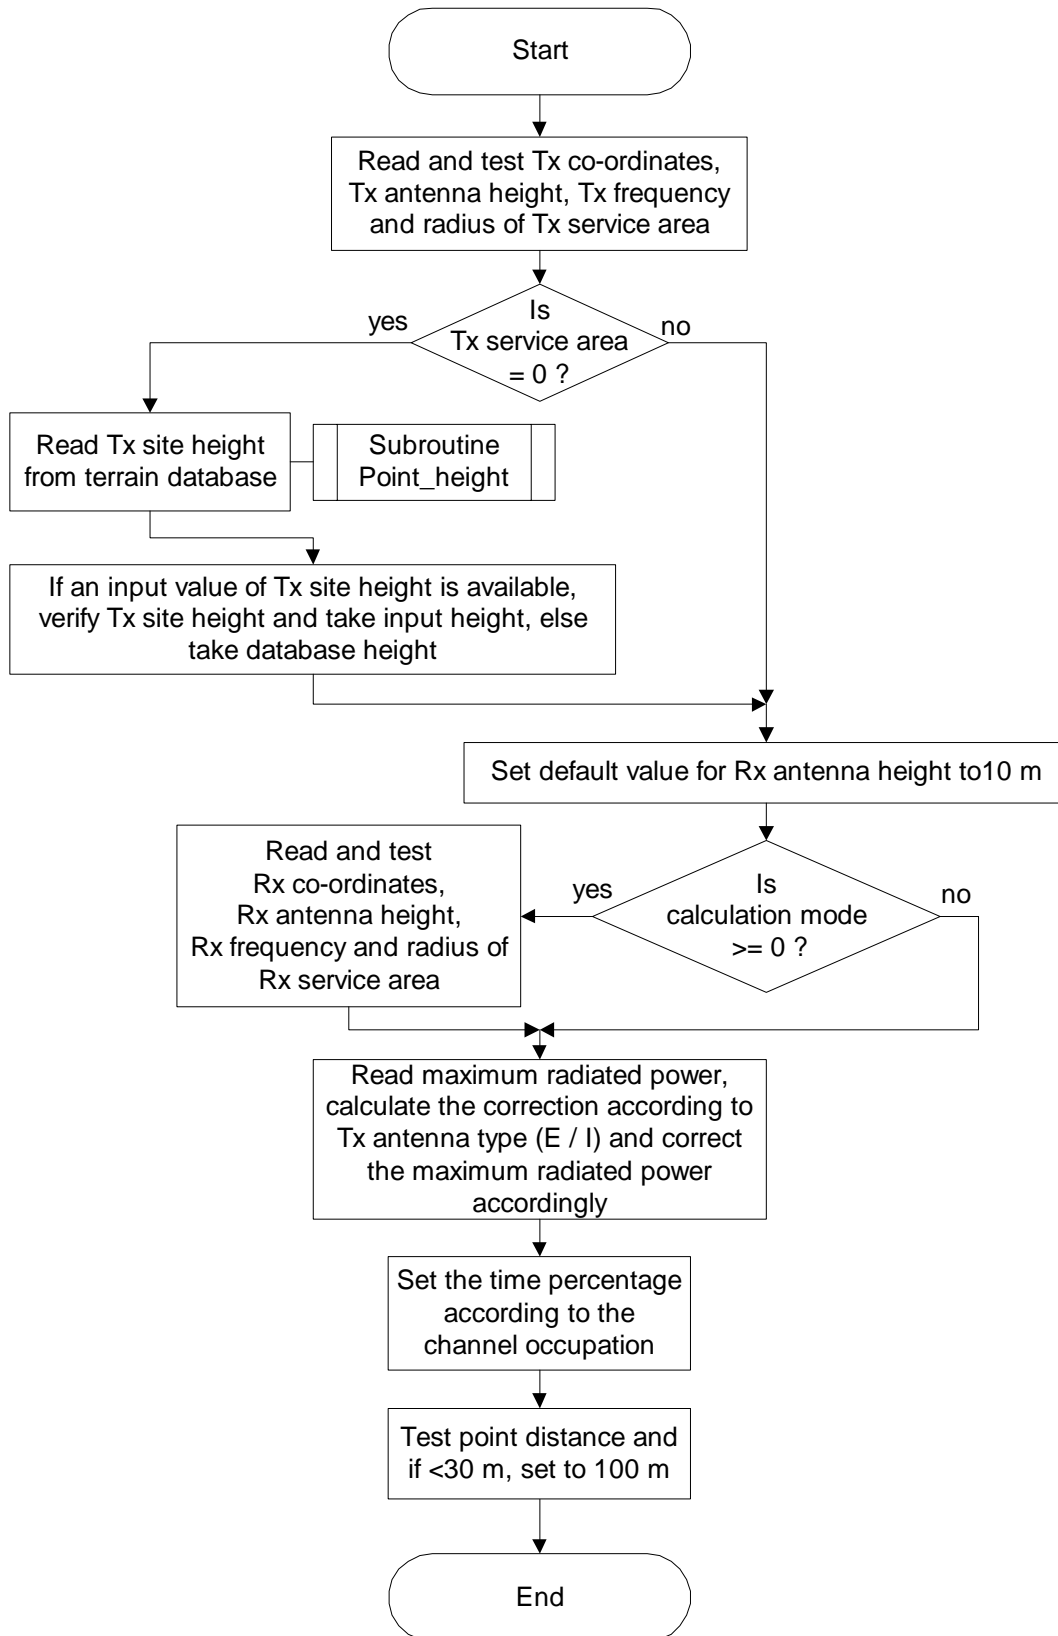 Start
Read and test Tx co-ordinates,
Tx antenna height, Tx frequency
and radius of Tx service area
Is
Tx service area
= 0 ?
yes
no
Read Tx site height
from terrain database
Subroutine
Point_height
If an input value of Tx site height is available,
verify Tx site height and take input height, else
take database height
Set default value for Rx antenna height to10 m
Is
calculation mode
>= 0 ?
yes
no
Read and test
Rx co-ordinates,
Rx antenna height,
Rx frequency and radius of
Rx service area
Read maximum radiated power,
calculate the correction according to
Tx antenna type (E / I) and correct
the maximum radiated power
accordingly
Set the time percentage
according to the
channel occupation
Test point distance and
if <30 m, set to 100 m
End